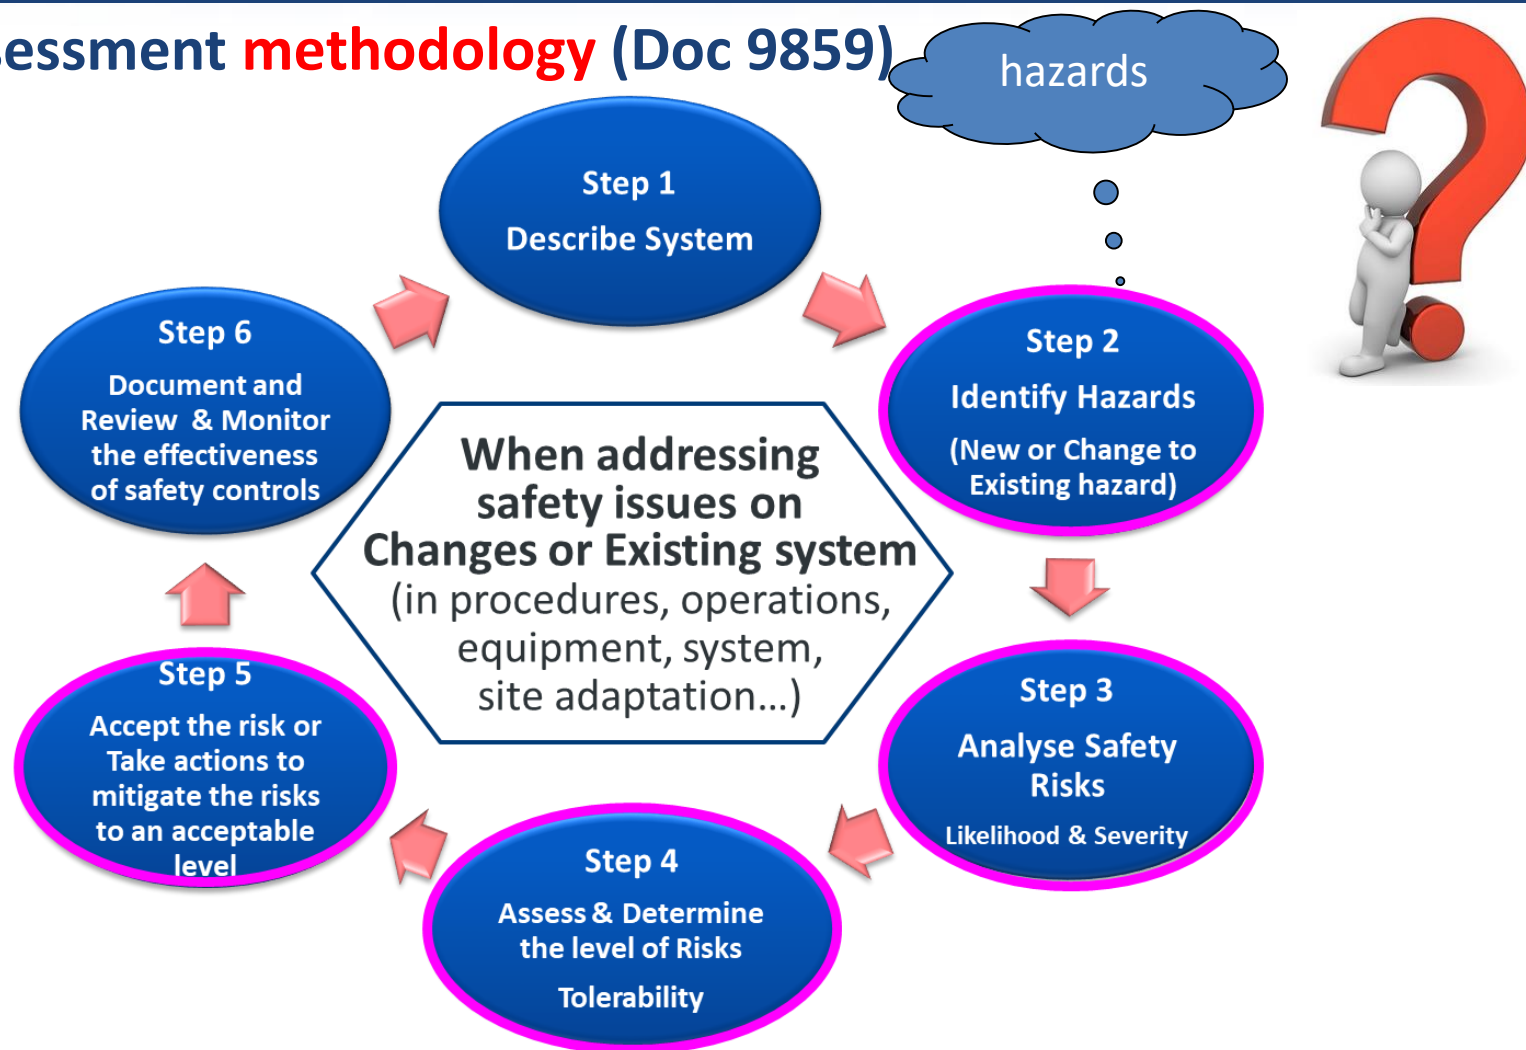 sessment methodology (Doc 9859)
hazards
Step 1
Describe System
Step 2
Identify Hazards
(New or Change to
Existing hazard)
Step 3
Analyse Safety
Risks
Likelihood & Severity
Step 4
Assess & Determine
the level of Risks
Tolerability
Step 5
Accept the risk or
Take actions to
mitigate the risks
to an acceptable
level
Step 6
Document and
Review & Monitor
the effectiveness
of safety controls
When addressing
safety issues on
Changes or Existing system
(in procedures, operations,
equipment, system,
site adaptation...)